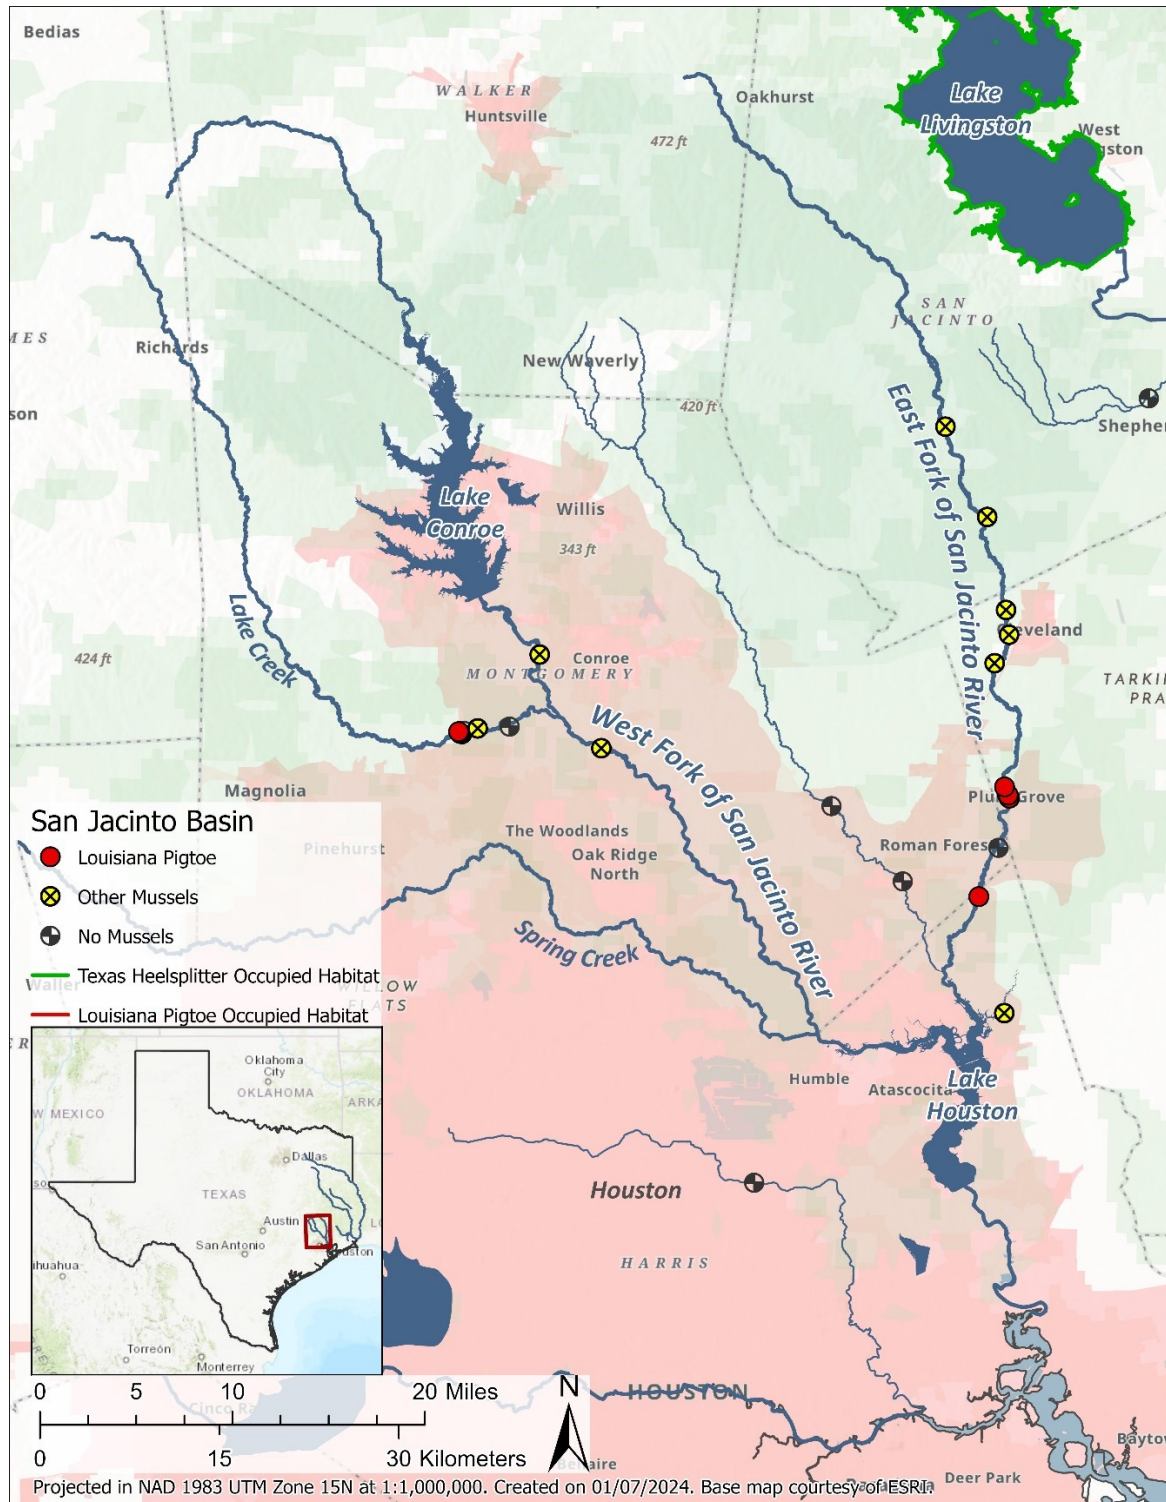 Bedias
WALKER
Huntsville
Oakhurst
472 ft
Lake
Livingston
West
Richards
SAN
JACINTO
New Waverly
420 ft
East Fork of San Jacinto River
Lake
Conroe
Willis
343 ft
Lake Creek
424 ft
Conroe
MONTGOMERY
West Fork of San Jacinto River
Magnolia
The Woodlands
Oak Ridge
North
Roman Fores
Spring Creek
Humble
Atascocita
Lake
Houston
Houston
HARRIS
HOUSTON
Deer Park
San Jacinto Basin
Louisiana Pigtoe
Pinehurst
Other Mussels
No Mussels
Texas Heelsplitter Occupied Habitat
Waller
WILLOW
FLATS
Louisiana Pigtoe Occupied Habitat
Oklahoma
City
OKLAHOMA
ARKA
W MEXICO
Dallas
TEXAS
Austin
San Antonio
ihuahua
Torreón
Monterrey
0 5 10 20 Miles
N
0 15 30 Kilometers
Projected in NAD 1983 UTM Zone 15N at 1:1,000,000. Created on 01/07/2024. Base map courtesy of ESRI.